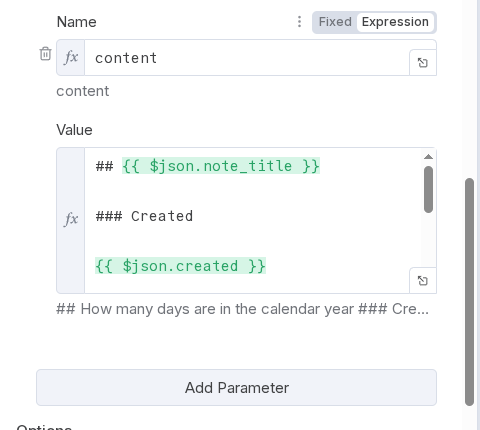 Name
Fixed Expression
fx content
content
Value
fx
## {{ $json.note_title }}
### Created
{{ $json.created }}
## How many days are in the calendar year ### Cre...
Add Parameter
Options